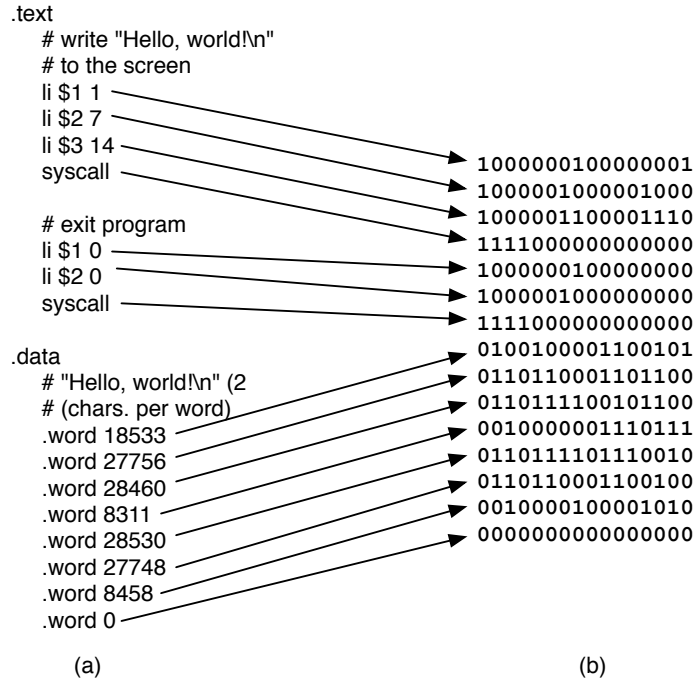 .text
# write "Hello, world!\n"
# to the screen
li $1 1
li $2 7
li $3 14
syscall
# exit program
li $1 0
li $2 0
syscall
.data
# "Hello, world!\n" (2
# (chars. per word)
.word 18533
.word 27756
.word 28460
.word 8311
.word 28530
.word 27748
.word 8458
.word 0
(a)
1000000100000001
1000001000001000
1000001100001110
1111000000000000
1000000100000000
1000001000000000
1111000000000000
0100100001100101
0110110001101100
0110111100101100
0010000001110111
0110111101110010
0110110001100100
0010000100001010
0000000000000000
(b)